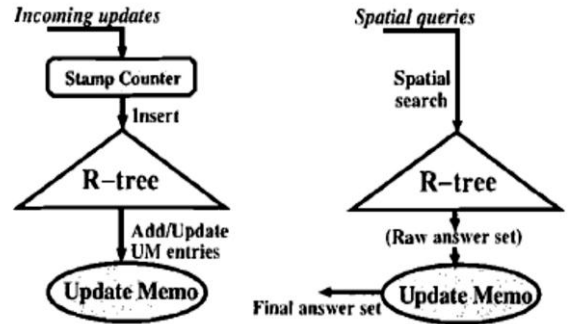 Incoming updates
Stamp Counter
Insert
R-tree
Add/Update
UM entries
Update Memo
Spatial queries
Spatial
search
R-tree
(Raw answer set)
Update Memo
Final answer set